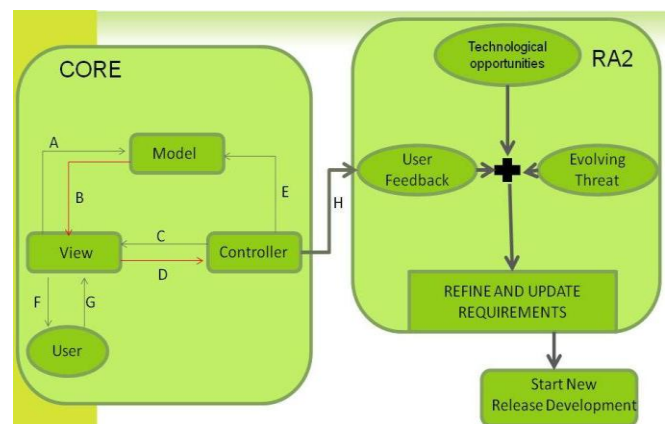 CORE
A
Model
B
E
C
View
D
Controller
F
G
User
H
Technological
opportunities
RA2
User
Feedback
Evolving
Threat
REFINE AND UPDATE
REQUIREMENTS
Start New
Release Development